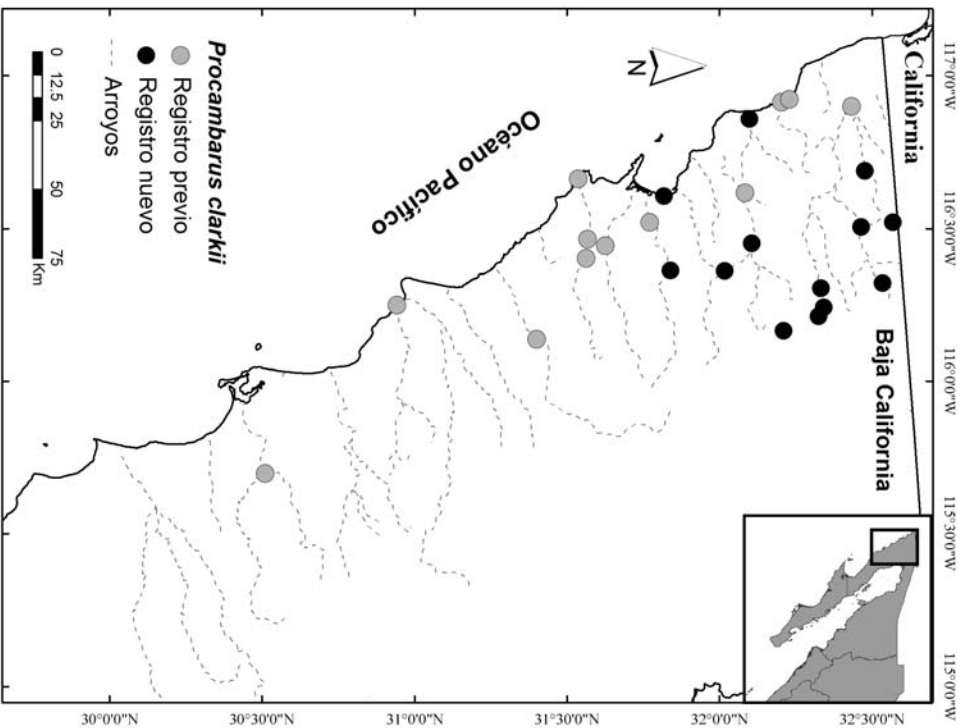 117°0'0"W
116°30'0"W
116°0'0"W
115°30'0"W
115°0'0"W
California
Baja California
32°30'0"N
32°0'0"N
31°30'0"N
31°0'0"N
30°30'0"N
30°0'0"N
Océano Pacífico
N
Procambarus clarkii
Registro previo
Registro nuevo
Arroyos
0 12.5 25 50 75
Km